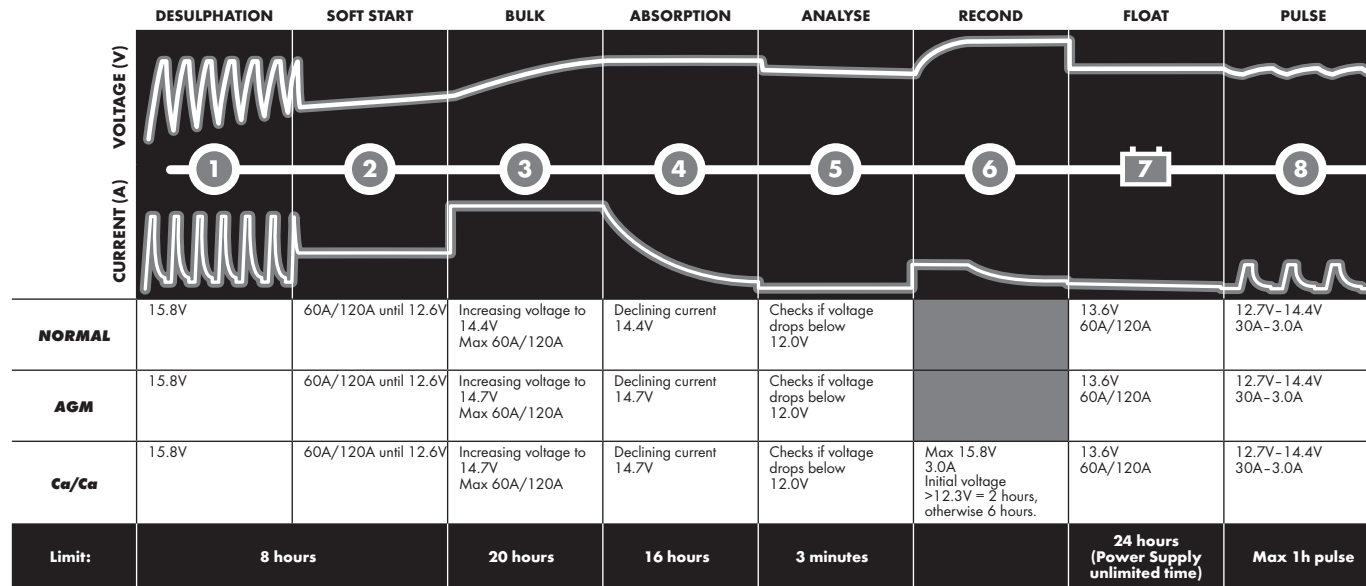 DESULPHATION SOFT START BULK ABSORPTION ANALYSE RECOND FLOAT PULSE
VOLTAGE (V)
1 2 3 4 5 6 7 8
CURRENT (A)
NORMAL
15.8V
60A/120A until 12.6V
Increasing voltage to
14.4V
Max 60A/120A
Declining current
14.4V
Checks if voltage
drops below
12.0V
13.6V
60A/120A
12.7V–14.4V
30A–3.0A
AGM
15.8V
60A/120A until 12.6V
Increasing voltage to
14.7V
Max 60A/120A
Declining current
14.7V
Checks if voltage
drops below
12.0V
13.6V
60A/120A
12.7V–14.4V
30A–3.0A
Ca/Ca
15.8V
60A/120A until 12.6V
Increasing voltage to
14.7V
Max 60A/120A
Declining current
14.7V
Checks if voltage
drops below
12.0V
Max 15.8V
3.0A
Initial voltage
>12.3V = 2 hours,
otherwise 6 hours.
13.6V
60A/120A
12.7V–14.4V
30A–3.0A
Limit:
8 hours
20 hours
16 hours
3 minutes
24 hours
(Power Supply
unlimited time)
Max 1h pulse